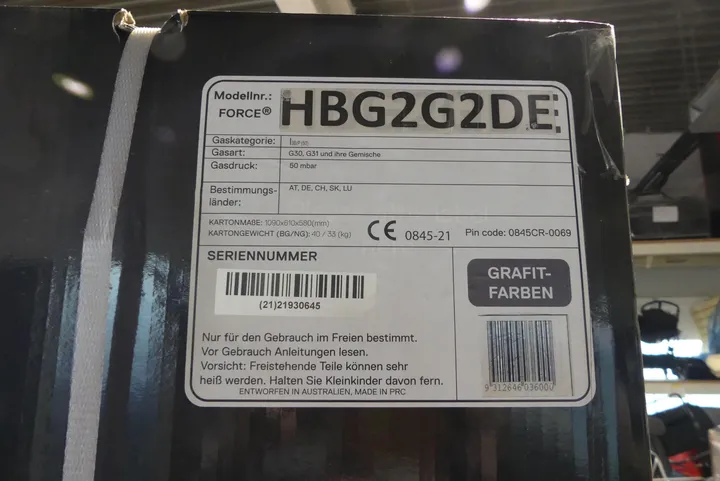 Modellnr.: HBG2G2DE
FORCE®
Gaskategorie:
Gasart: G30, G31 und ihre Gemische
Gasdruck: 50 mbar
Bestimmungs- AT, DE, CH, SK, LU
länder:
KARTONMAßE: 1090x610x580(mm)
KARTONGEWICHT (BG/NG): 40 / 33 (kg)
CE 0845-21 Pin code: 0845CR-0069
SERIENNUMMER
(21)21930645
GRAFIT-
FARBEN
Nur für den Gebrauch im Freien bestimmt.
Vor Gebrauch Anleitungen lesen.
Vorsicht: Freistehende Teile können sehr
heiß werden. Halten Sie Kleinkinder davon fern.
ENTWORFEN IN AUSTRALIEN, MADE IN PRC
9 312646 036000